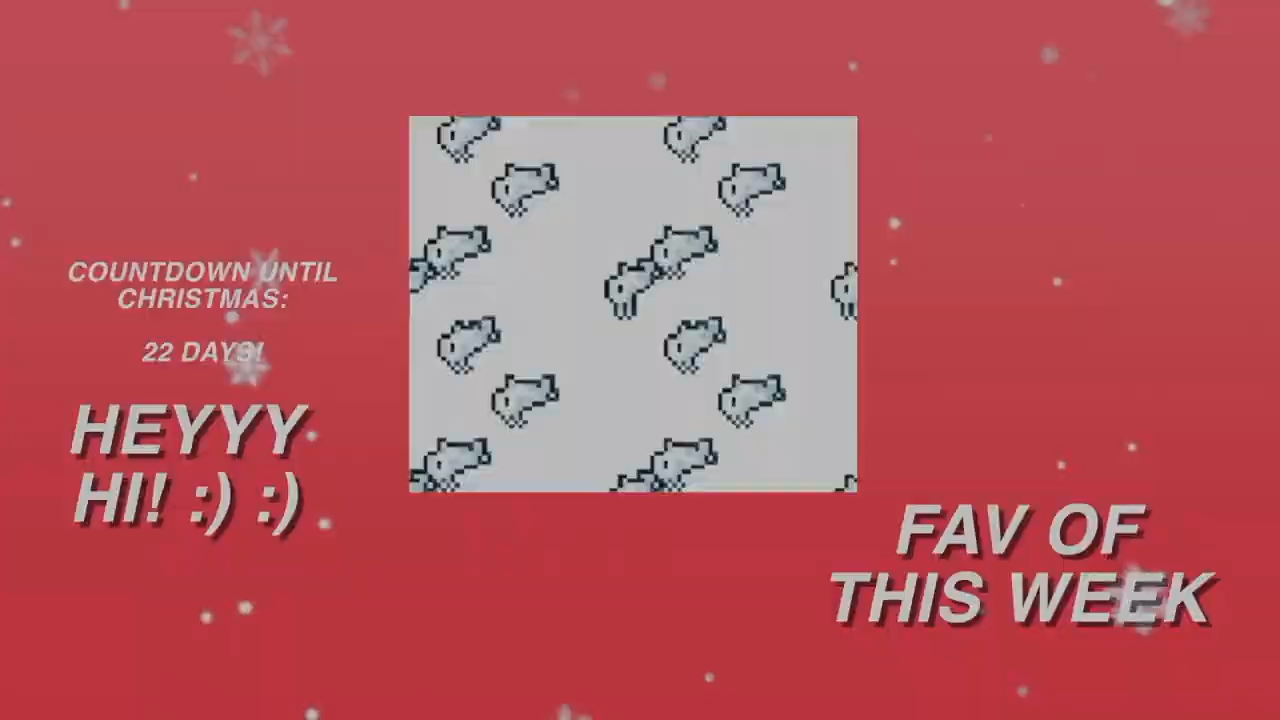 COUNTDOWN UNTIL
CHRISTMAS:
22 DAYS!
HEYYY
HI! :) :)
FAV OF
THIS WEEK